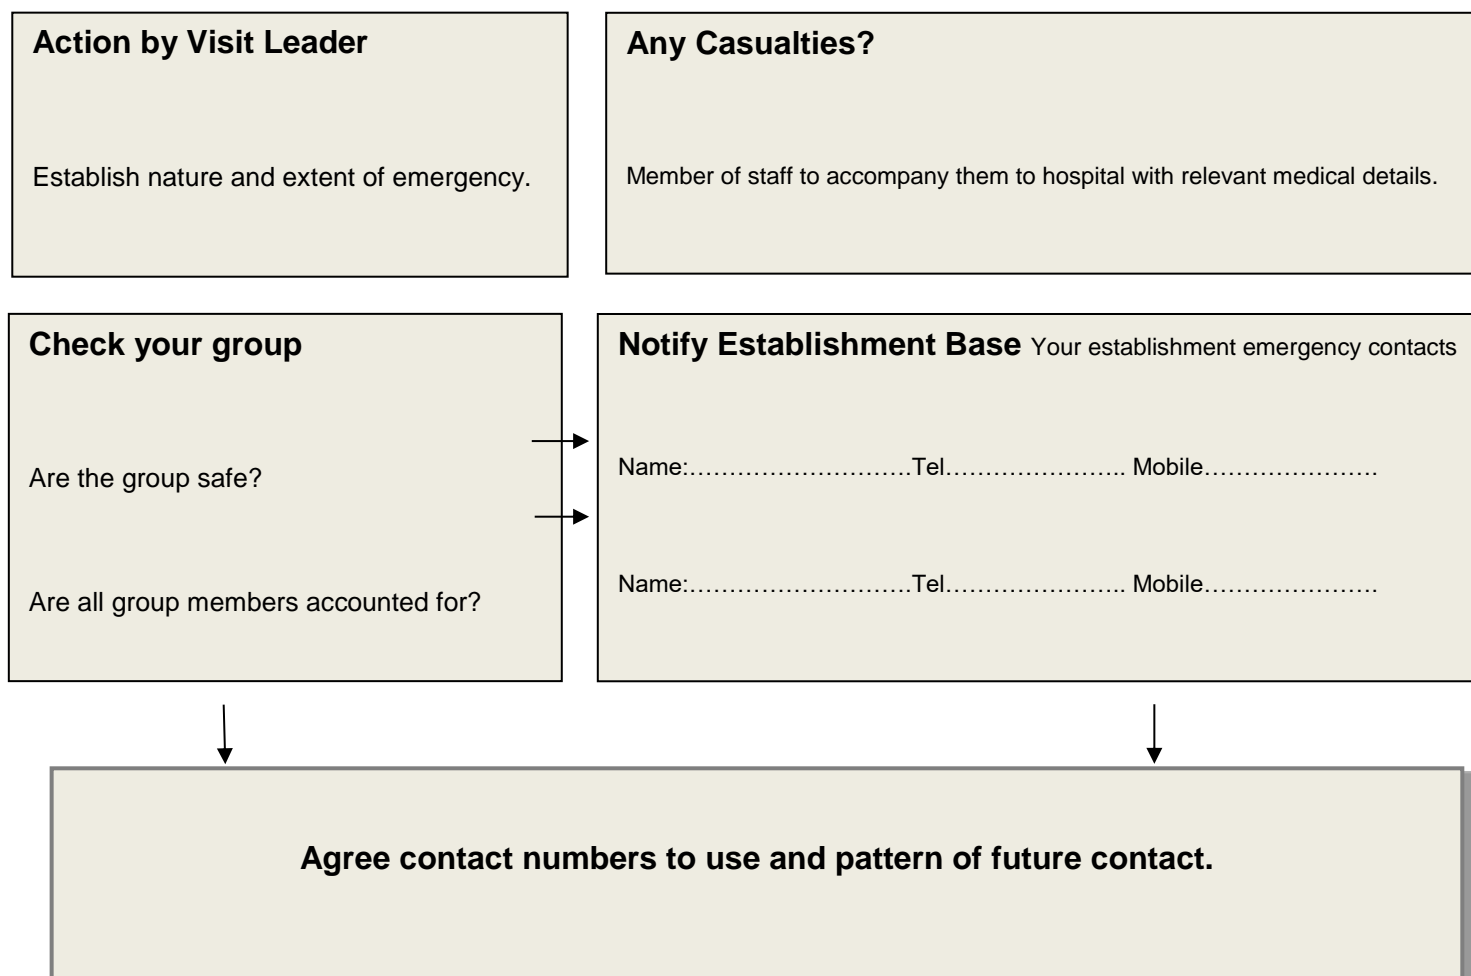 Action by Visit Leader
Establish nature and extent of emergency.
Any Casualties?
Member of staff to accompany them to hospital with relevant medical details.
Check your group
Are the group safe?
Are all group members accounted for?
Notify Establishment Base Your establishment emergency contacts
Name:……………………….Tel………………….. Mobile………………….
Name:……………………….Tel………………….. Mobile………………….
Agree contact numbers to use and pattern of future contact.